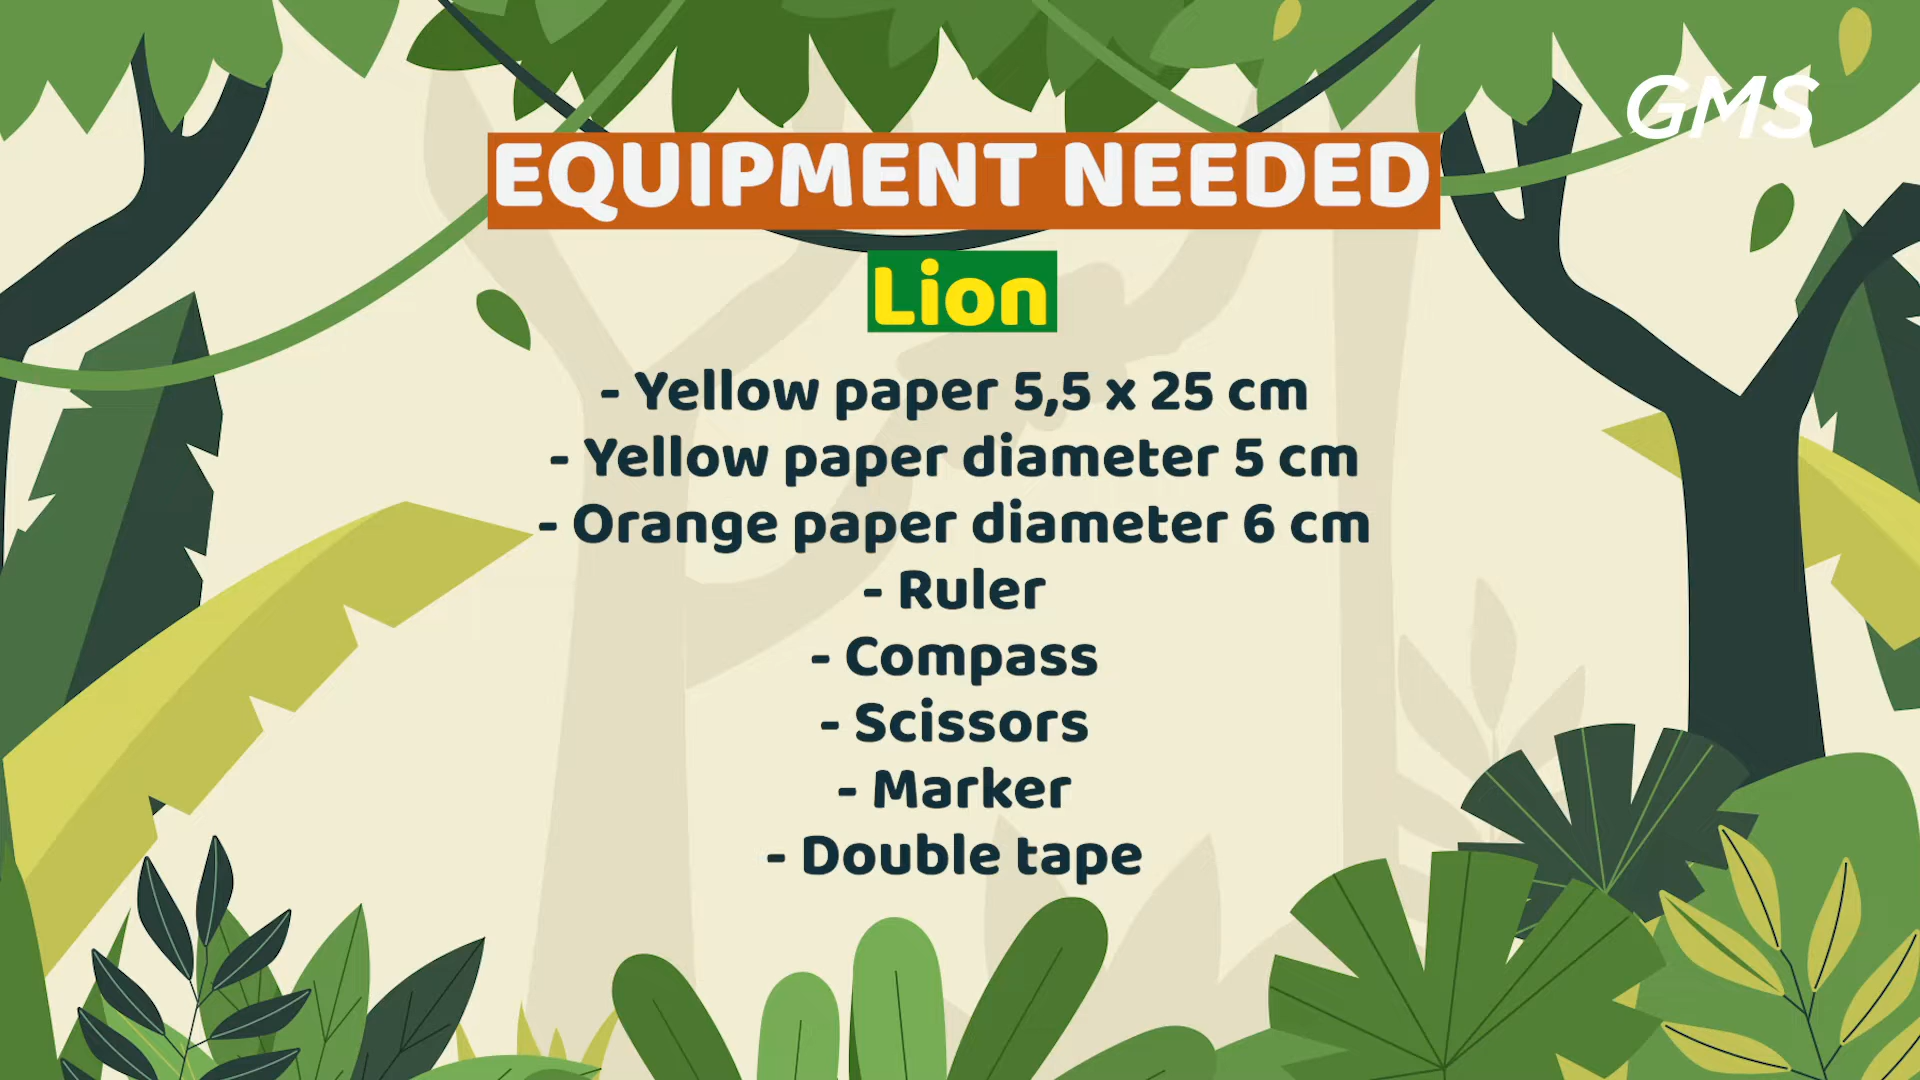 GMS
EQUIPMENT NEEDED
Lion
- Yellow paper 5,5 x 25 cm
- Yellow paper diameter 5 cm
- Orange paper diameter 6 cm
- Ruler
- Compass
- Scissors
- Marker
- Double tape